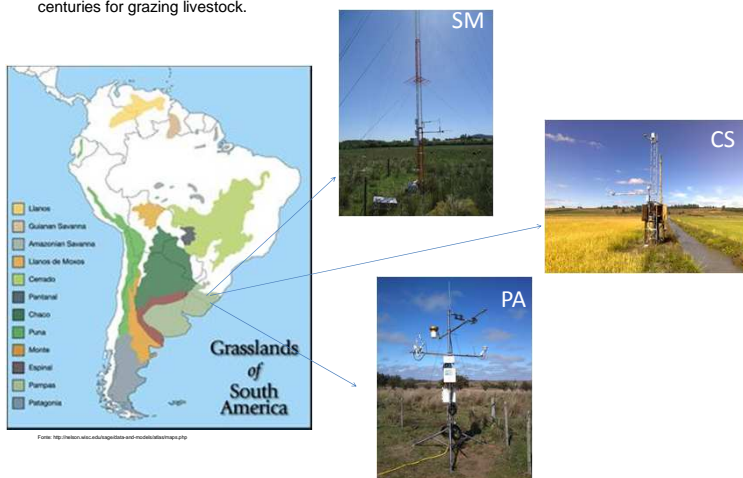 centuries for grazing livestock.
SM
CS
PA
Llanos
Guianan Savanna
Amazonian Savanna
Llanos de Moxos
Cerrado
Pantanal
Chaco
Puna
Monte
Espinal
Pampas
Patagonia
Grasslands
of
South
America
Fonte: http://nelson.wisc.edu/sage/data-and-models/atlas/maps.php